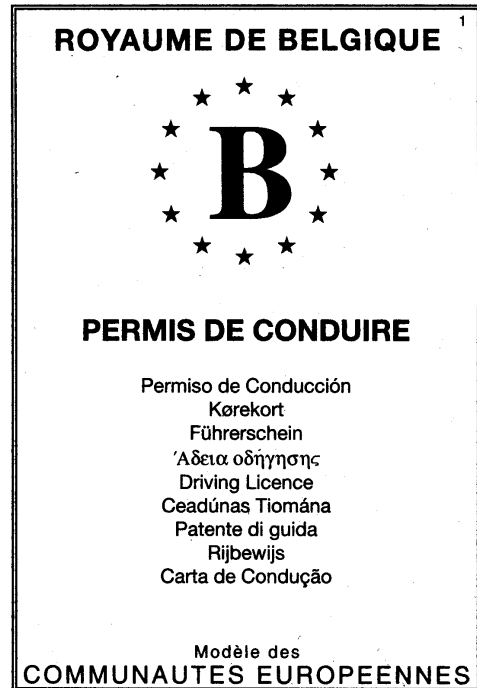 1
ROYAUME DE BELGIQUE
B
PERMIS DE CONDUIRE
Permiso de Conducción
Kørekort
Führerschein
Άδεια οδήγησης
Driving Licence
Ceadúnas Tiomána
Patente di guida
Rijbewijs
Carta de Condução
Modèle des
COMMUNAUTES EUROPEENNES